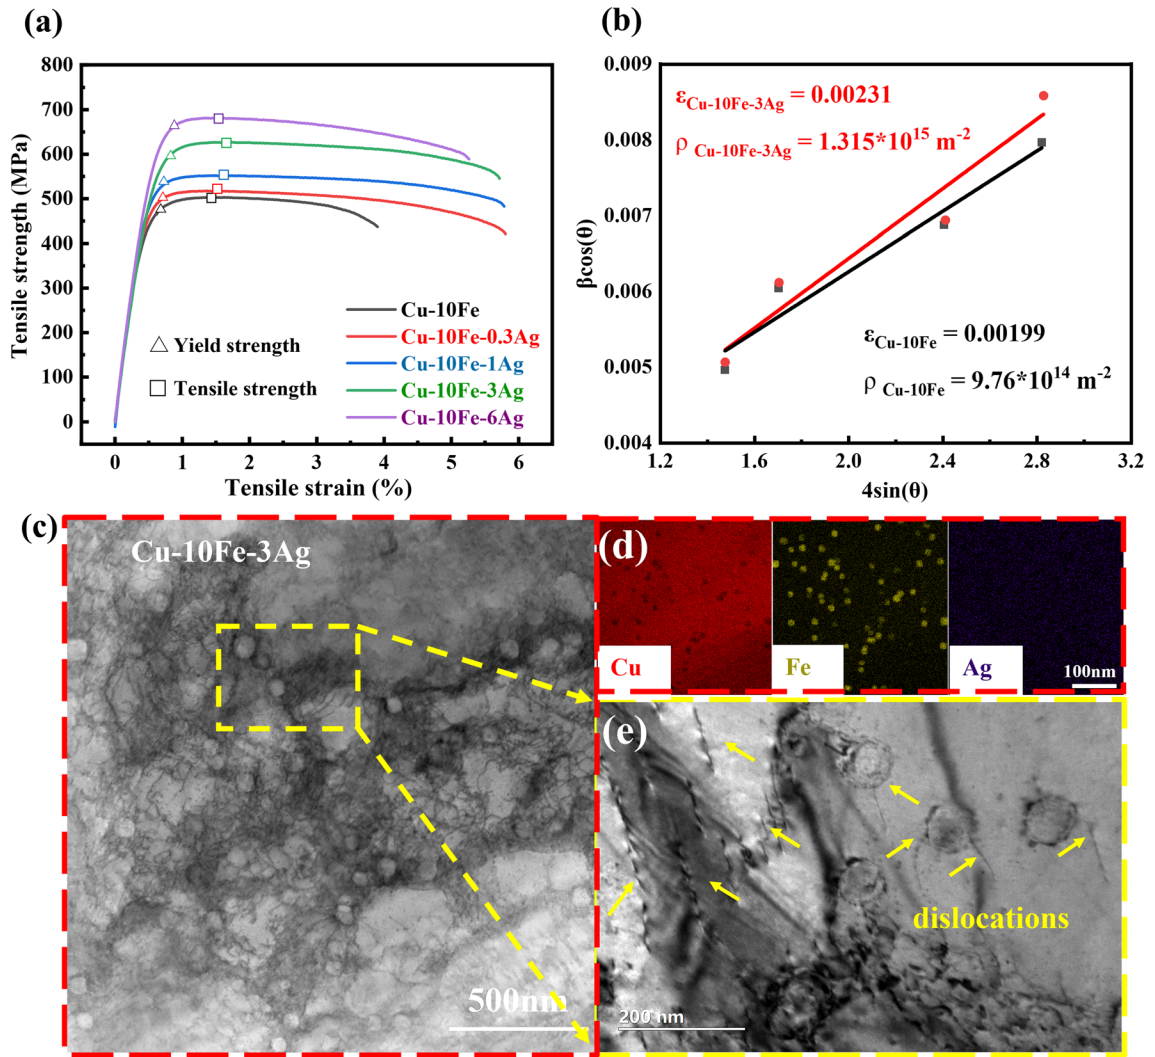 (a)
800
700
600
500
400
300
200
100
0
Tensile strength (MPa)
0 1 2 3 4 5 6
Tensile strain (%)
Yield strength
Tensile strength
Cu-10Fe
Cu-10Fe-0.3Ag
Cu-10Fe-1Ag
Cu-10Fe-3Ag
Cu-10Fe-6Ag
(b)
0.009
0.008
0.007
0.006
0.005
0.004
βcos(θ)
1.2 1.6 2.0 2.4 2.8 3.2
4sin(θ)
ε Cu-10Fe-3Ag = 0.00231
ρ Cu-10Fe-3Ag = 1.315*10^15 m^-2
ε Cu-10Fe = 0.00199
ρ Cu-10Fe = 9.76*10^14 m^-2
(c)
Cu-10Fe-3Ag
500nm
(d)
Cu
Fe
Ag
100nm
(e)
dislocations
200 nm